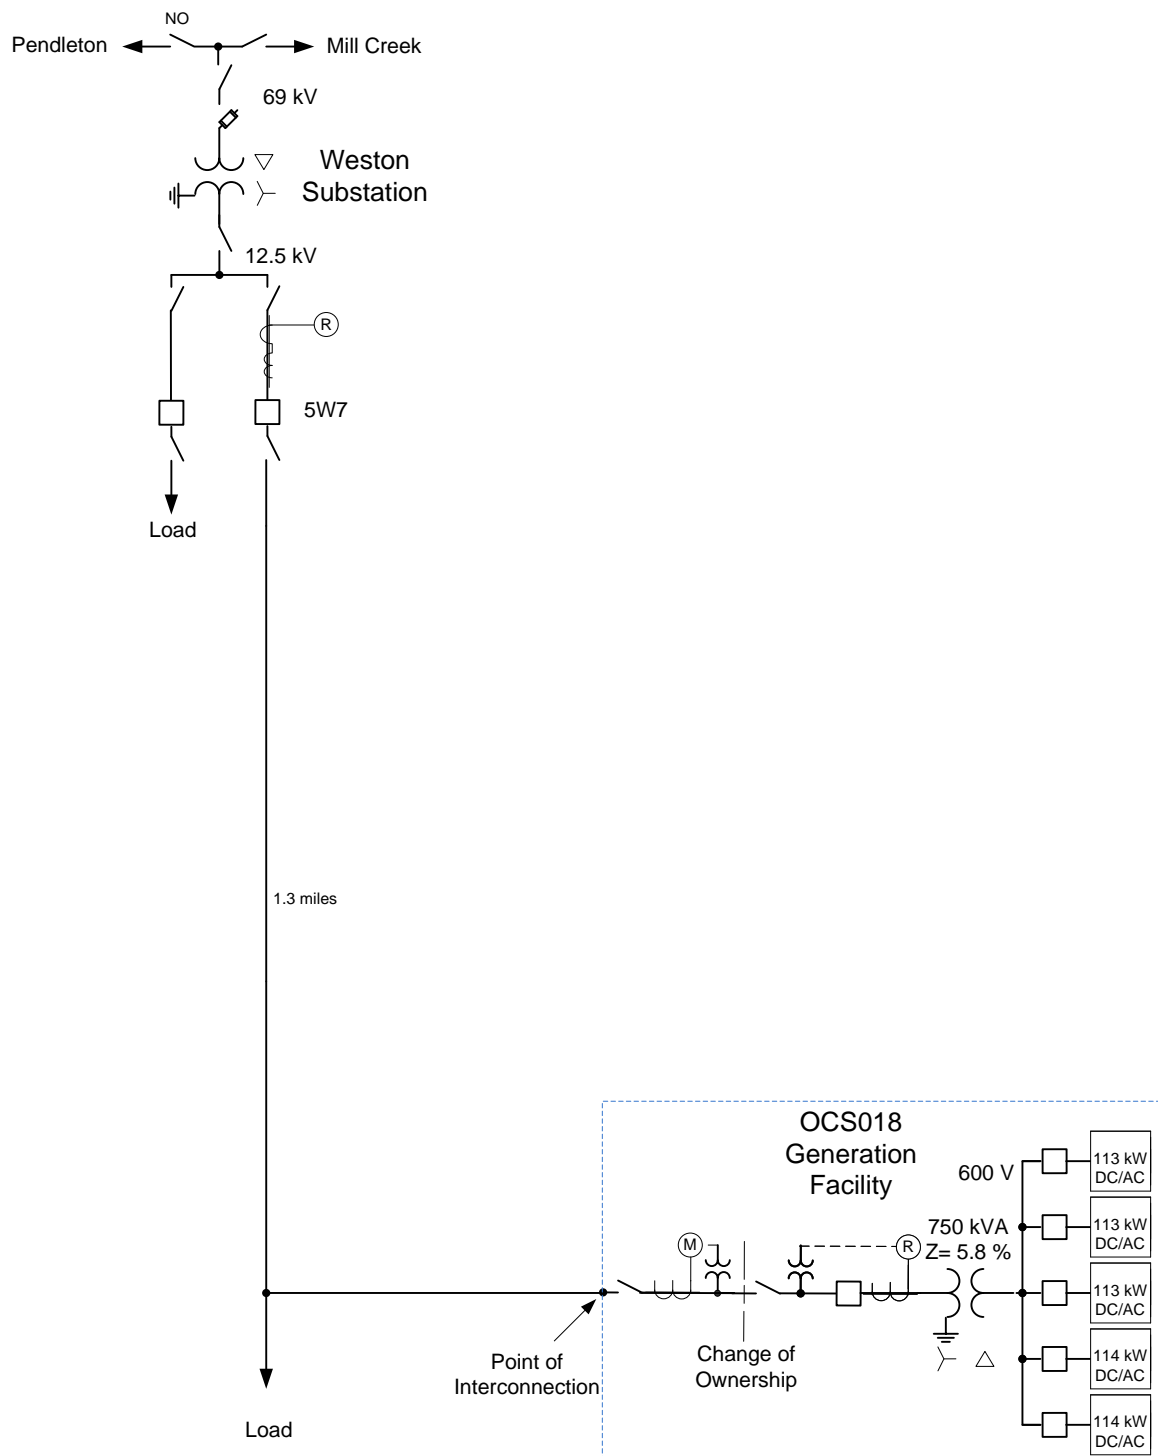 NO
Pendleton
Mill Creek
69 kV
Weston
Substation
12.5 kV
R
5W7
Load
1.3 miles
OCS018
Generation
Facility
600 V
113 kW
DC/AC
113 kW
DC/AC
750 kVA
Z= 5.8 %
M
R
113 kW
DC/AC
114 kW
DC/AC
114 kW
DC/AC
Point of
Interconnection
Change of
Ownership
Load